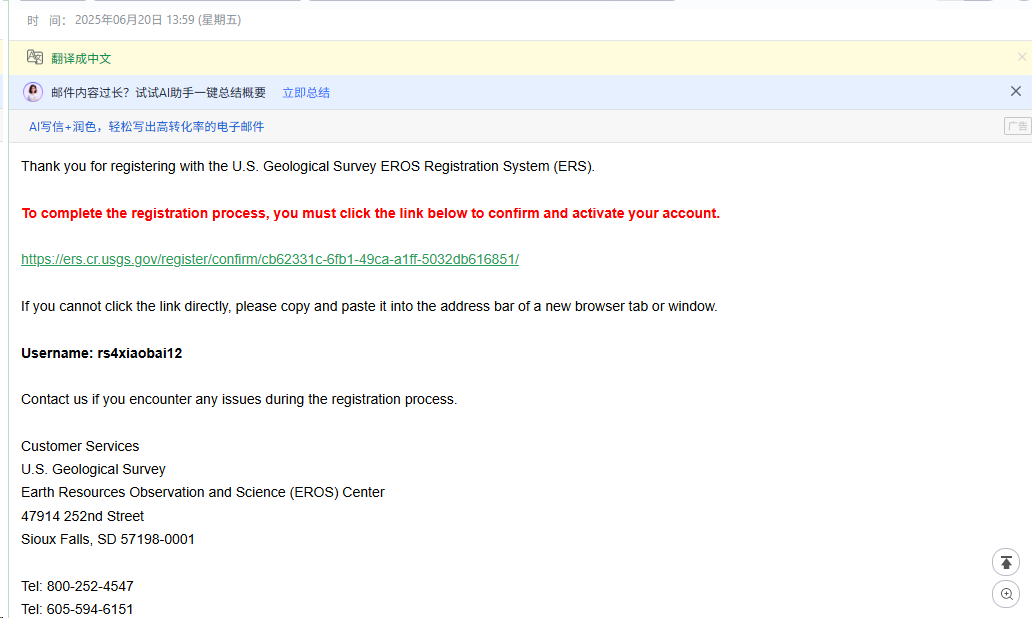 时 间： 2025年06月20日 13:59 (星期五)
翻译成中文
邮件内容过长？试试AI助手一键总结概要 立即总结
AI写信+润色，轻松写出高转化率的电子邮件 广告
Thank you for registering with the U.S. Geological Survey EROS Registration System (ERS).
To complete the registration process, you must click the link below to confirm and activate your account.
https://ers.cr.usgs.gov/register/confirm/cb62331c-6fb1-49ca-a1ff-5032db616851/
If you cannot click the link directly, please copy and paste it into the address bar of a new browser tab or window.
Username: rs4xiaobai12
Contact us if you encounter any issues during the registration process.
Customer Services
U.S. Geological Survey
Earth Resources Observation and Science (EROS) Center
47914 252nd Street
Sioux Falls, SD 57198-0001
Tel: 800-252-4547
Tel: 605-594-6151